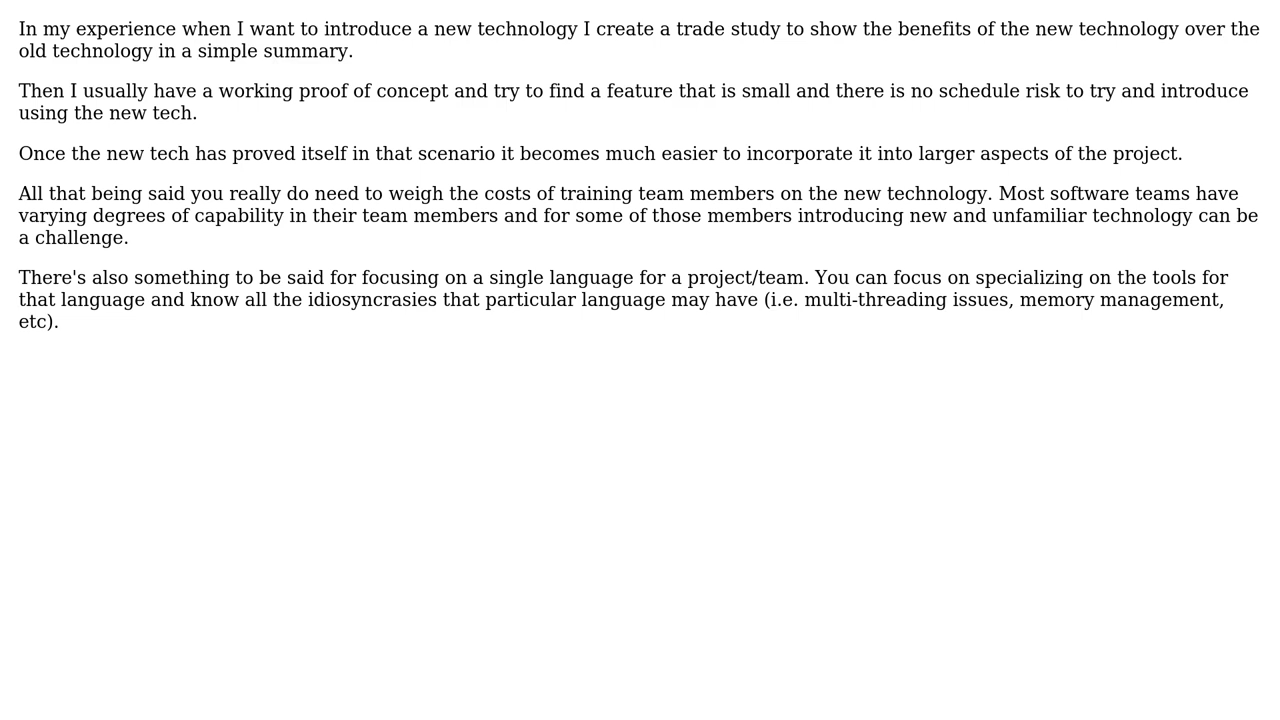 In my experience when I want to introduce a new technology I create a trade study to show the benefits of the new technology over the
old technology in a simple summary.
Then I usually have a working proof of concept and try to find a feature that is small and there is no schedule risk to try and introduce
using the new tech.
Once the new tech has proved itself in that scenario it becomes much easier to incorporate it into larger aspects of the project.
All that being said you really do need to weigh the costs of training team members on the new technology. Most software teams have
varying degrees of capability in their team members and for some of those members introducing new and unfamiliar technology can be
a challenge.
There's also something to be said for focusing on a single language for a project/team. You can focus on specializing on the tools for
that language and know all the idiosyncrasies that particular language may have (i.e. multi-threading issues, memory management,
etc).